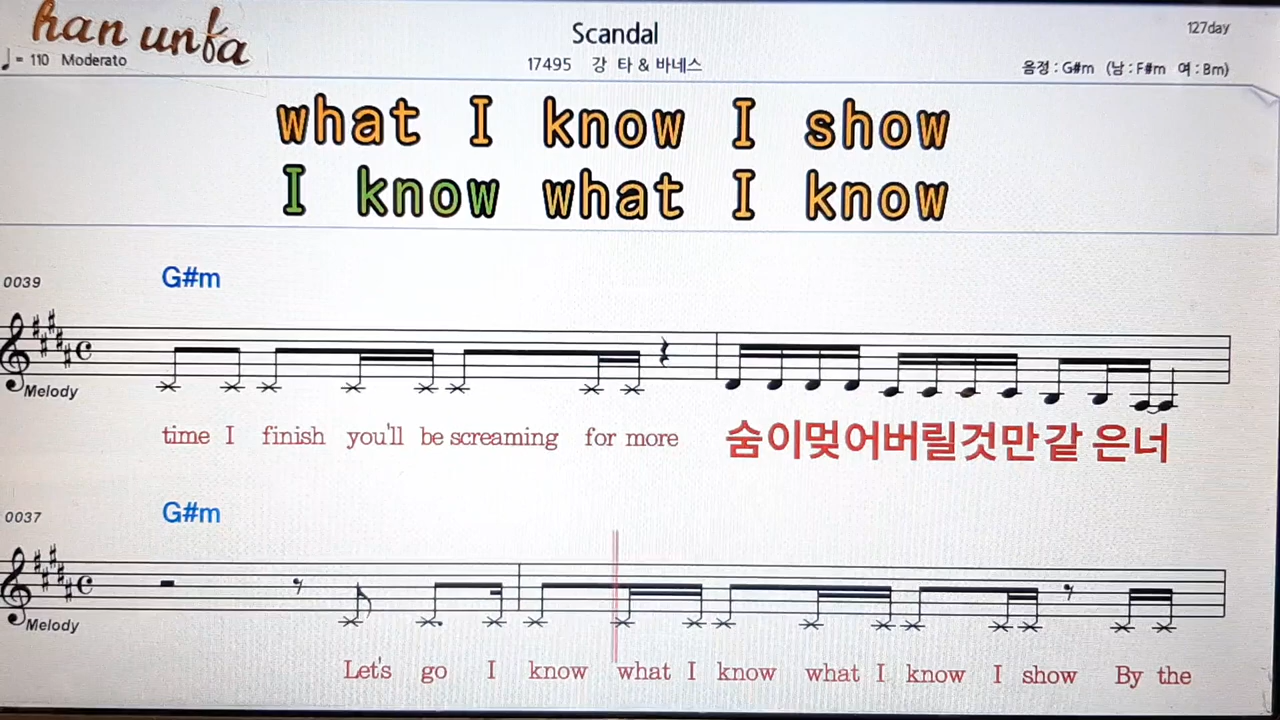 han unfa
Scandal
127day
♩= 110 Moderato
17495 강 타 & 바네스
음정 : G#m (남 : F#m 여 : Bm)
what I know I show
I know what I know
0039
G#m
Melody
time I finish you'll be screaming for more 숨이멎어버릴것만같 은너
0037
G#m
Melody
Let's go I know what I know what I know I show By the